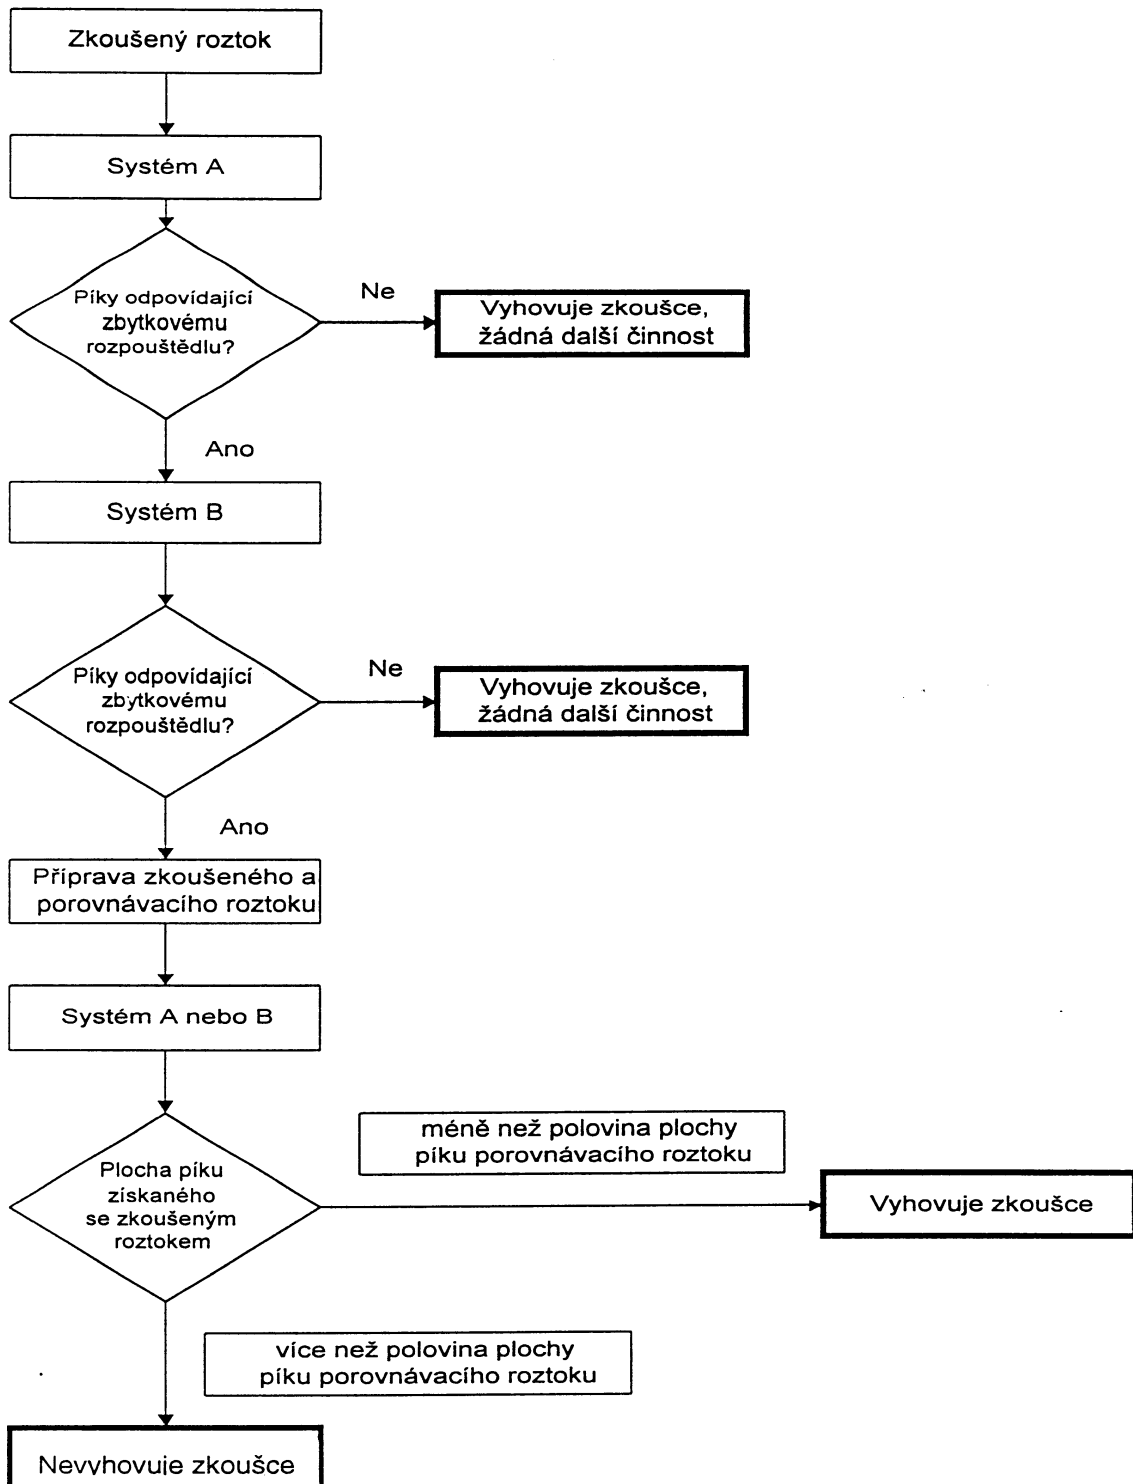 Zkoušený roztok
Systém A
Píky odpovídající
zbytkovému
rozpouštědlu?
Ne
Vyhovuje zkoušce,
žádná další činnost
Ano
Systém B
Píky odpovídající
zbytkovému
rozpouštědlu?
Ne
Vyhovuje zkoušce,
žádná další činnost
Ano
Příprava zkoušeného a
porovnávacího roztoku
Systém A nebo B
Plocha píku
získaného
se zkoušeným
roztokem
méně než polovina plochy
píku porovnávacího roztoku
Vyhovuje zkoušce
více než polovina plochy
píku porovnávacího roztoku
Nevyhovuje zkoušce